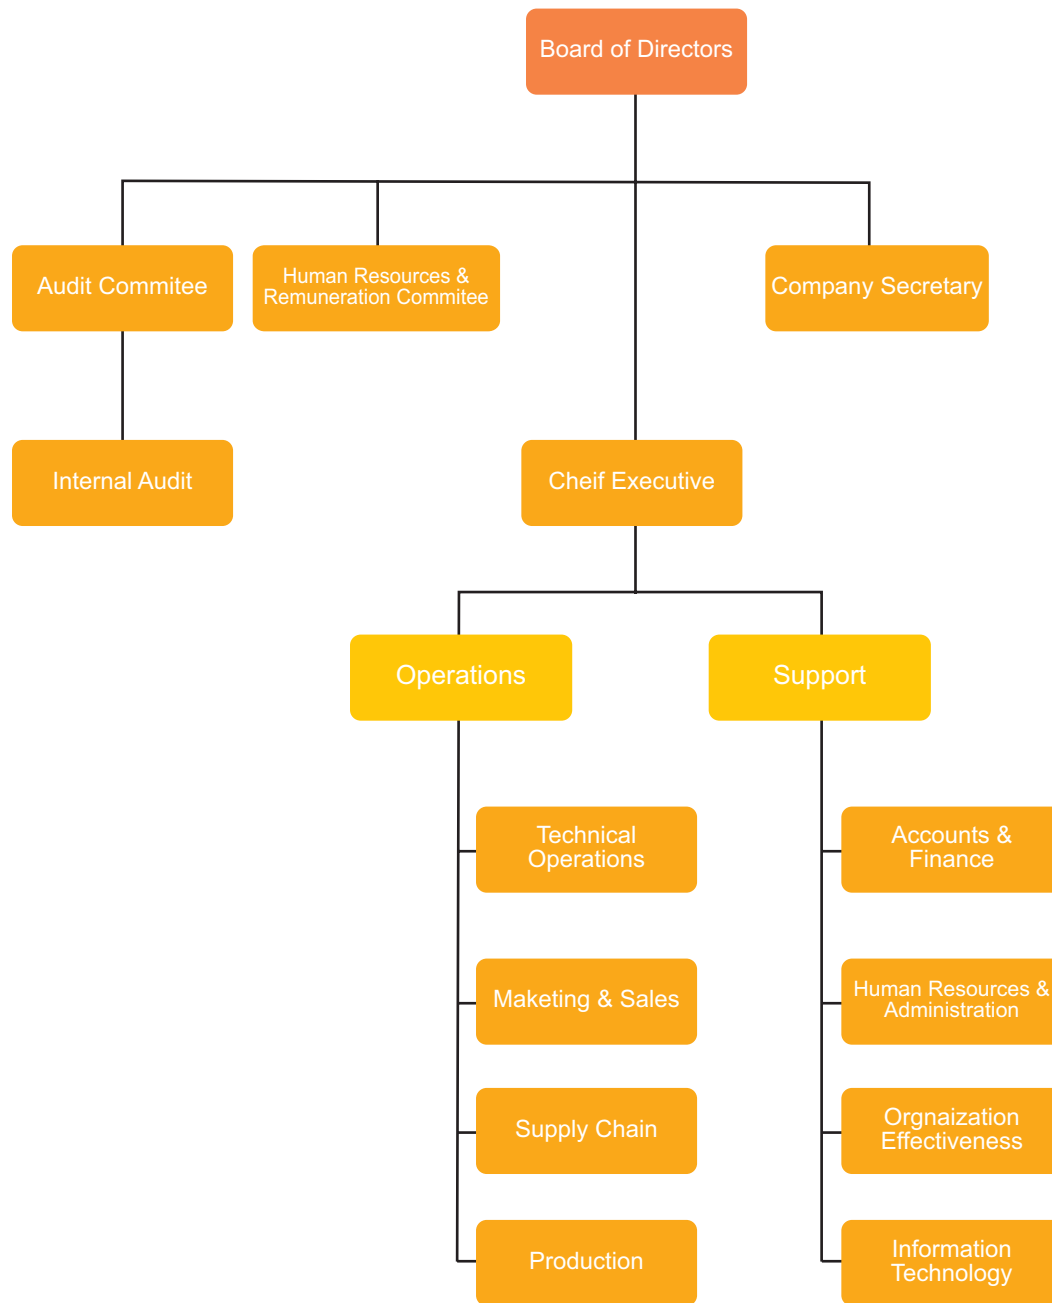 Board of Directors
Audit Commitee
Human Resources &
Remuneration Commitee
Company Secretary
Internal Audit
Cheif Executive
Operations
Support
Technical
Operations
Accounts &
Finance
Maketing & Sales
Human Resources &
Administration
Supply Chain
Orgnaization
Effectiveness
Production
Information
Technology